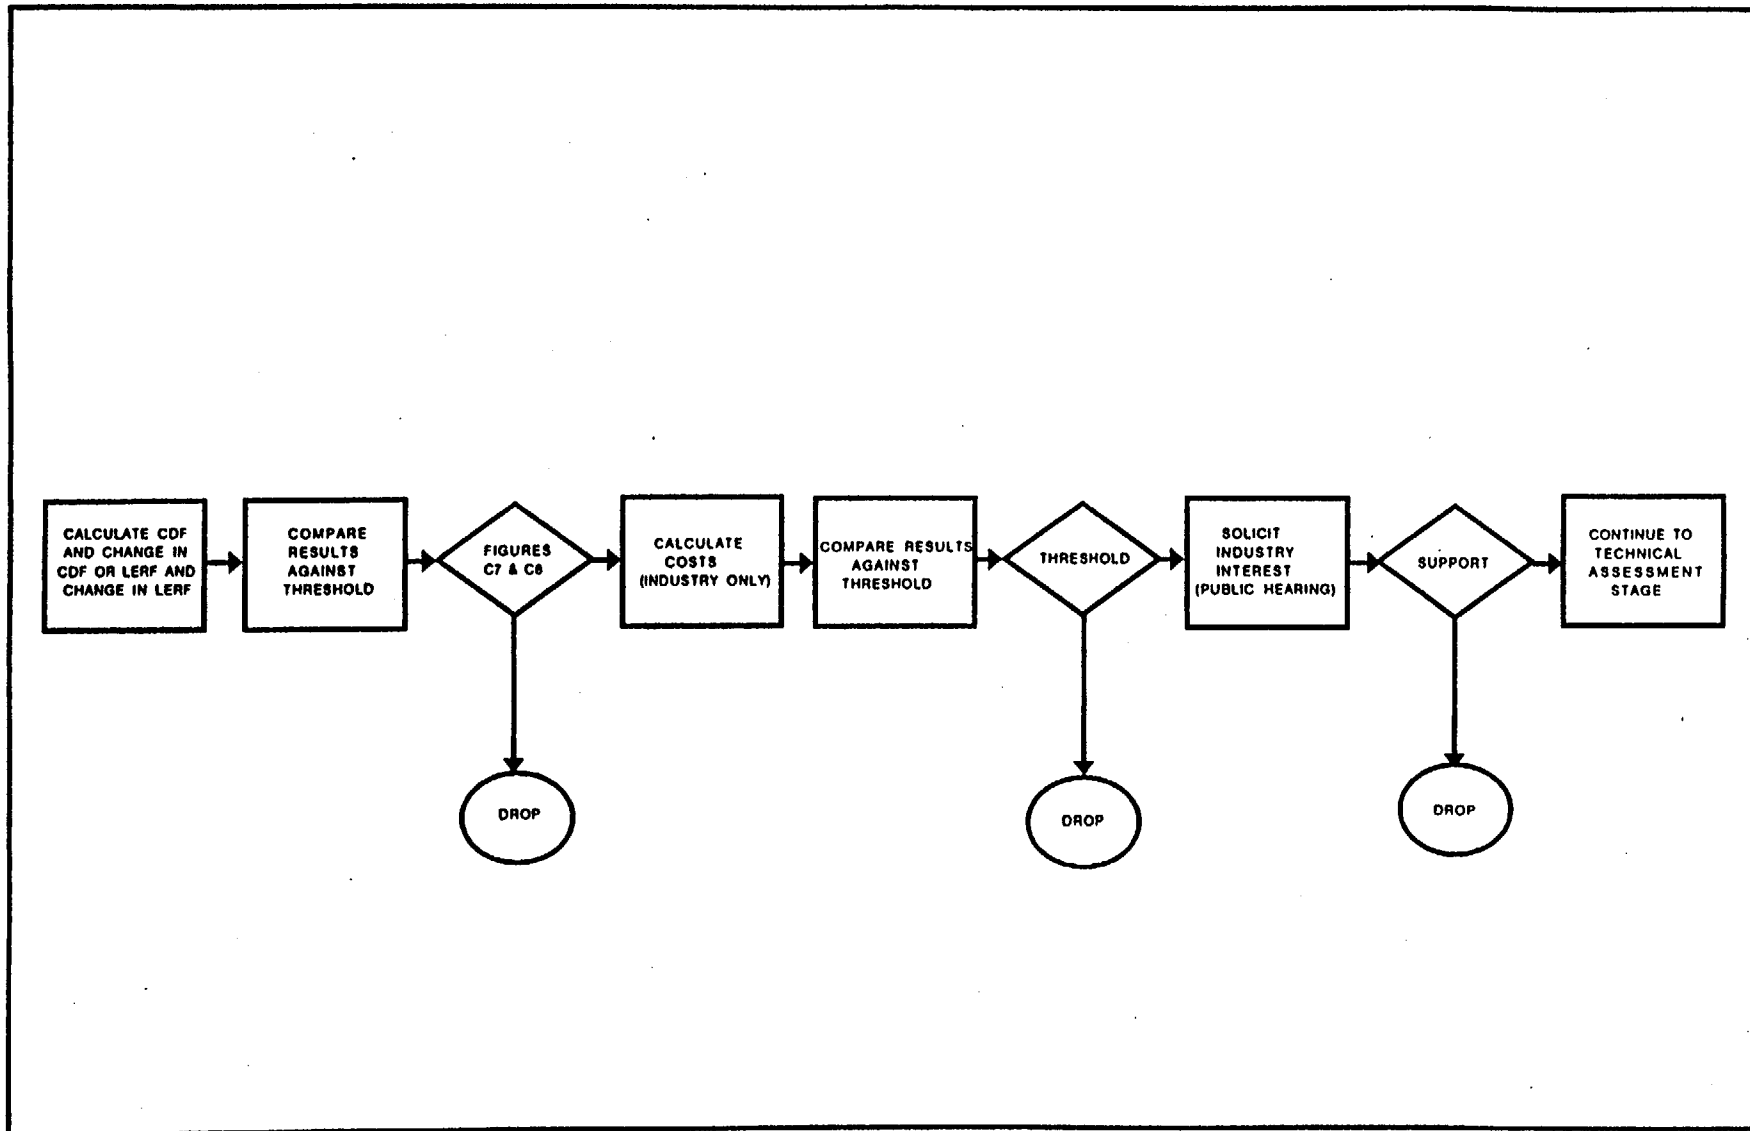 CALCULATE CDF
AND CHANGE IN
CDF OR LERF AND
CHANGE IN LERF
COMPARE
RESULTS
AGAINST
THRESHOLD
FIGURES
C7 & C8
DROP
CALCULATE
COSTS
(INDUSTRY ONLY)
COMPARE RESULTS
AGAINST
THRESHOLD
THRESHOLD
DROP
SOLICIT
INDUSTRY
INTEREST
(PUBLIC HEARING)
SUPPORT
DROP
CONTINUE TO
TECHNICAL
ASSESSMENT
STAGE